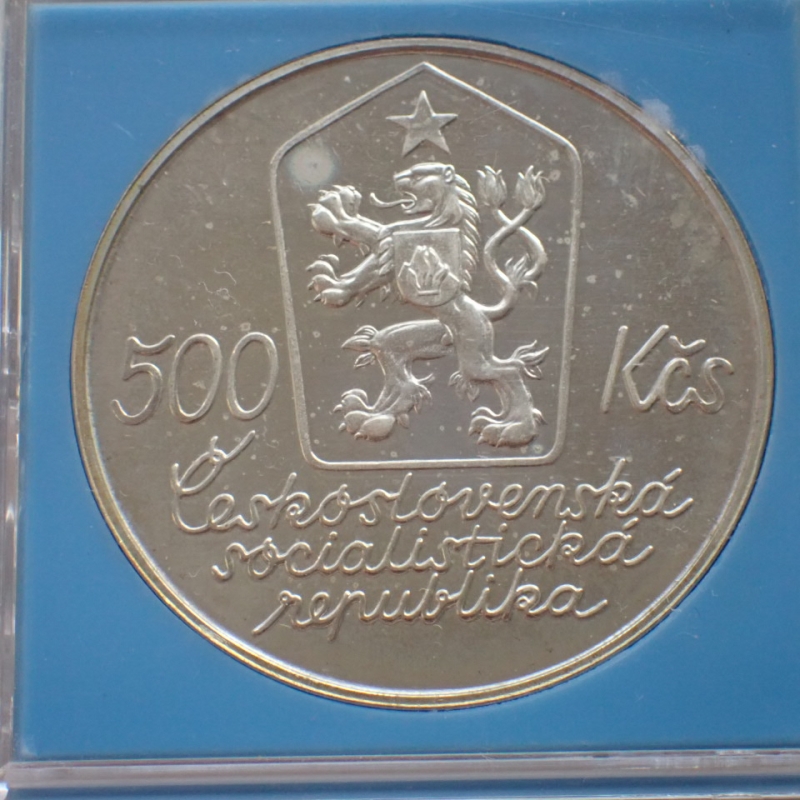 500 Kčs
Československá
socialistická
republika